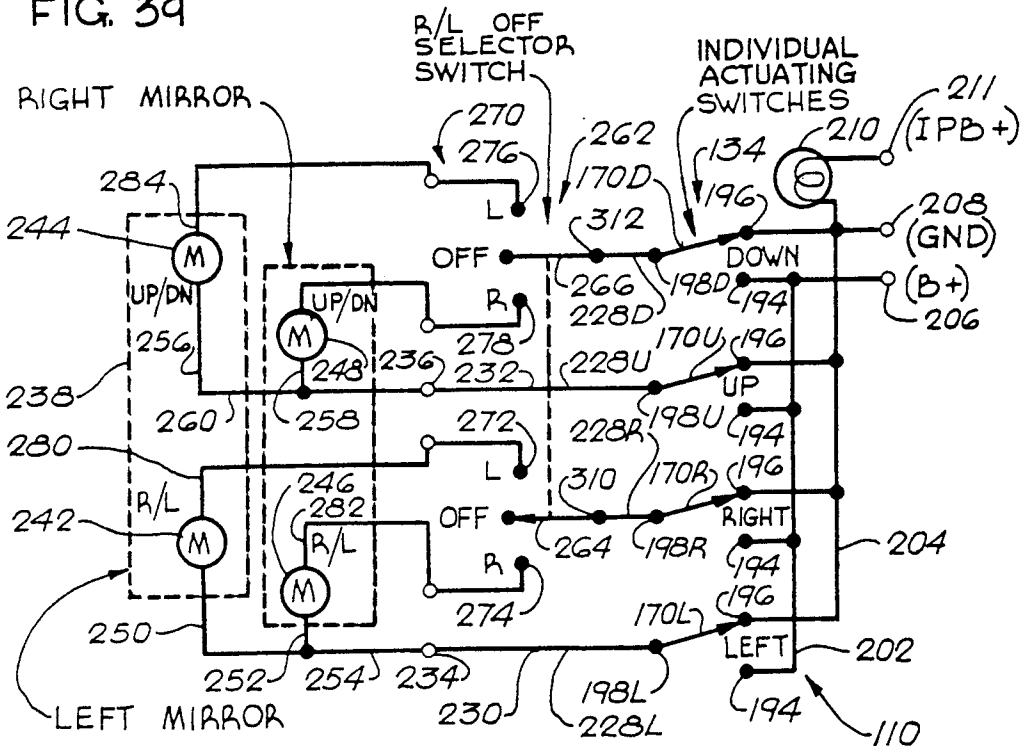 FIG. 39
R/L OFF
SELECTOR
SWITCH
INDIVIDUAL
ACTUATING
SWITCHES
RIGHT MIRROR
270
262
134
210
211
(IPB+)
276
170D
196
284
L
312
208
(GND)
244
M
OFF
DOWN
(B+)
266
198D
194
UP/DN
UP/DN
R
228D
206
M
278
170U
196
256
248
236
232
228U
UP
238
260
258
198U
194
272
228R
280
L
310
170R
196
246
282
R/L
R/L
OFF
RIGHT
242
M
264
198R
194
204
R
M
274
170L
196
250
LEFT
202
252
254
234
230
198L
228L
194
110
LEFT MIRROR